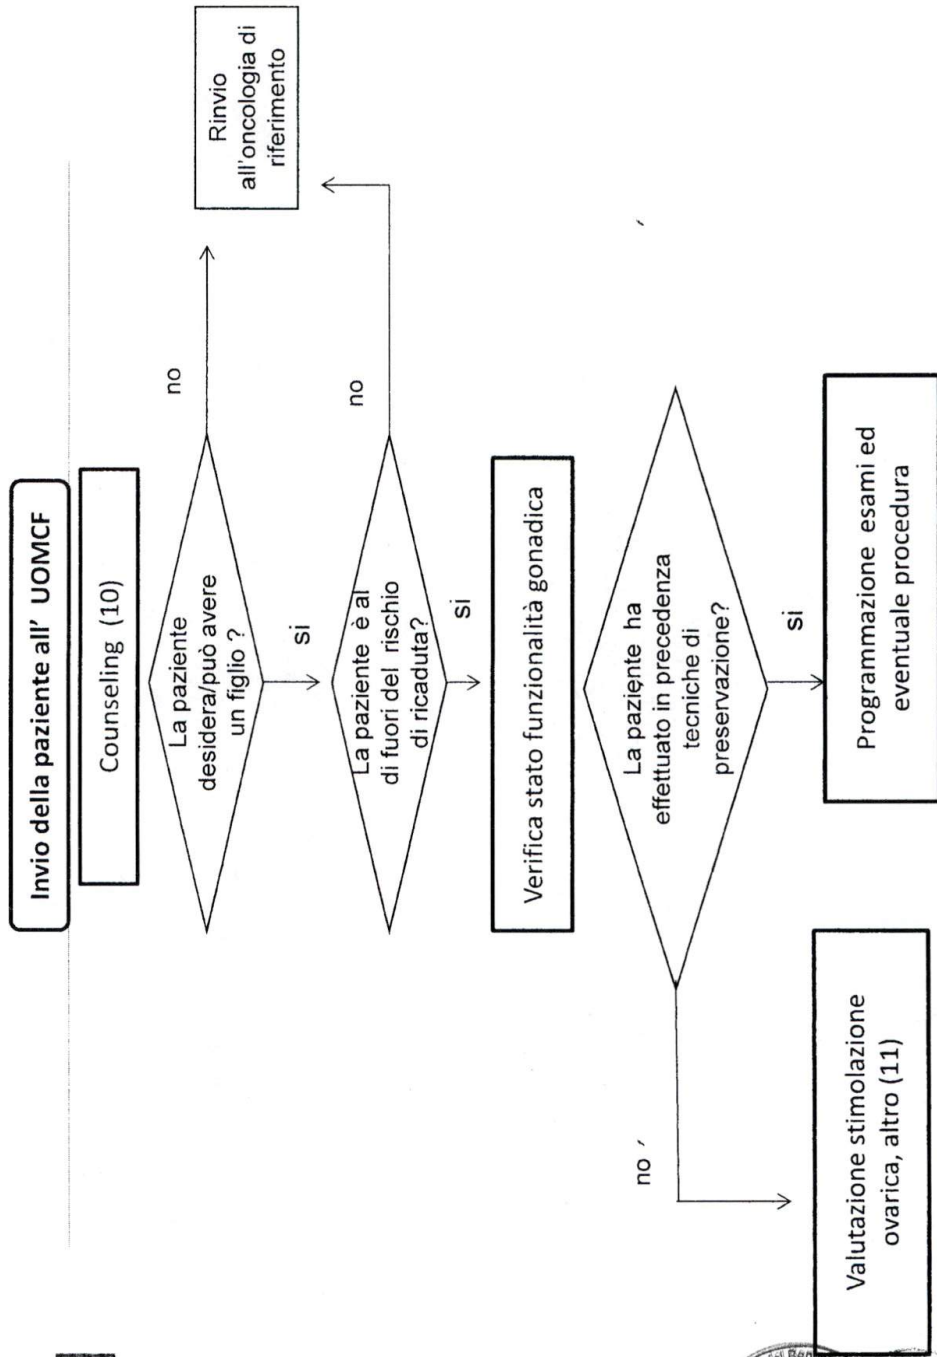 Invio della paziente all' UOMCF
Counseling (10)
La paziente
desidera/può avere
un figlio ?
no
Rinvio
all'oncologia di
riferimento
si
La paziente è al
di fuori del rischio
di ricaduta?
no
si
Verifica stato funzionalità gonadica
La paziente ha
effettuato in precedenza
tecniche di
preservazione?
no
si
Valutazione stimolazione
ovarica, altro (11)
Programmazione esami ed
eventuale procedura